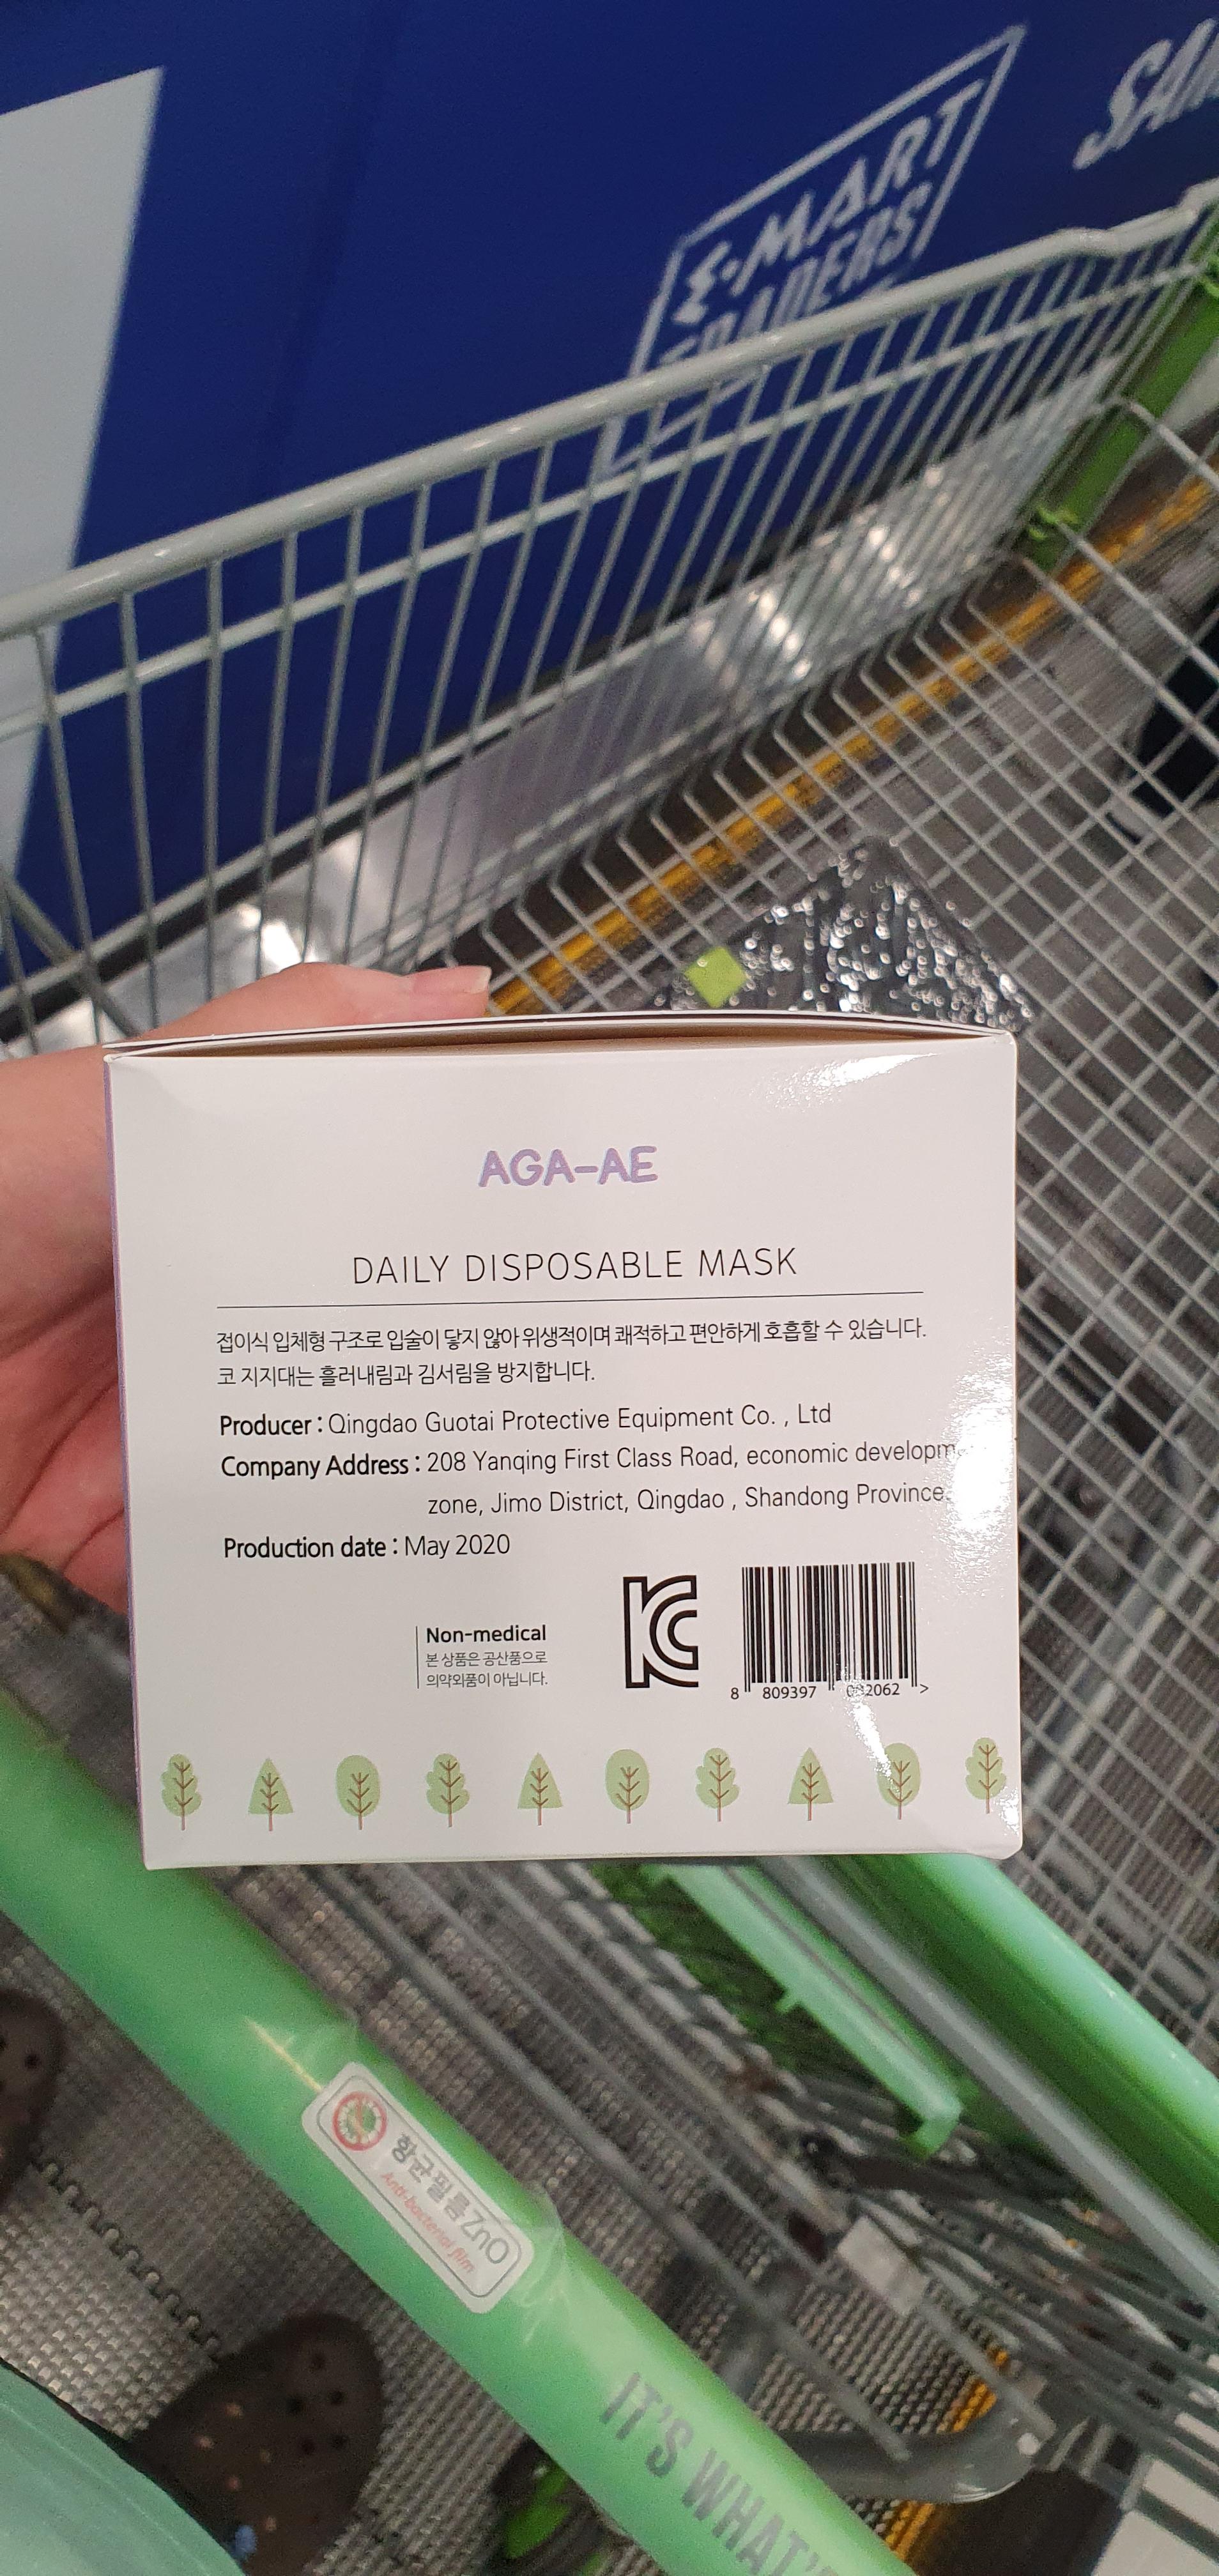 E•MART
TRADERS
AGA-AE
DAILY DISPOSABLE MASK
접이식 입체형 구조로 입술이 닿지 않아 위생적이며 쾌적하고 편안하게 호흡할 수 있습니다.
코 지지대는 흘러내림과 김서림을 방지합니다.
Producer : Qingdao Guotai Protective Equipment Co. , Ltd
Company Address : 208 Yanqing First Class Road, economic
zone, Jimo District, Qingdao , Shandong Province.
Production date : May 2020
Non-medical
본 상품은 공산품으로
의약외품이 아닙니다.
KC
8 809397
항균필름 ZnO
Anti-bacterial film
IT'S WHAT'S